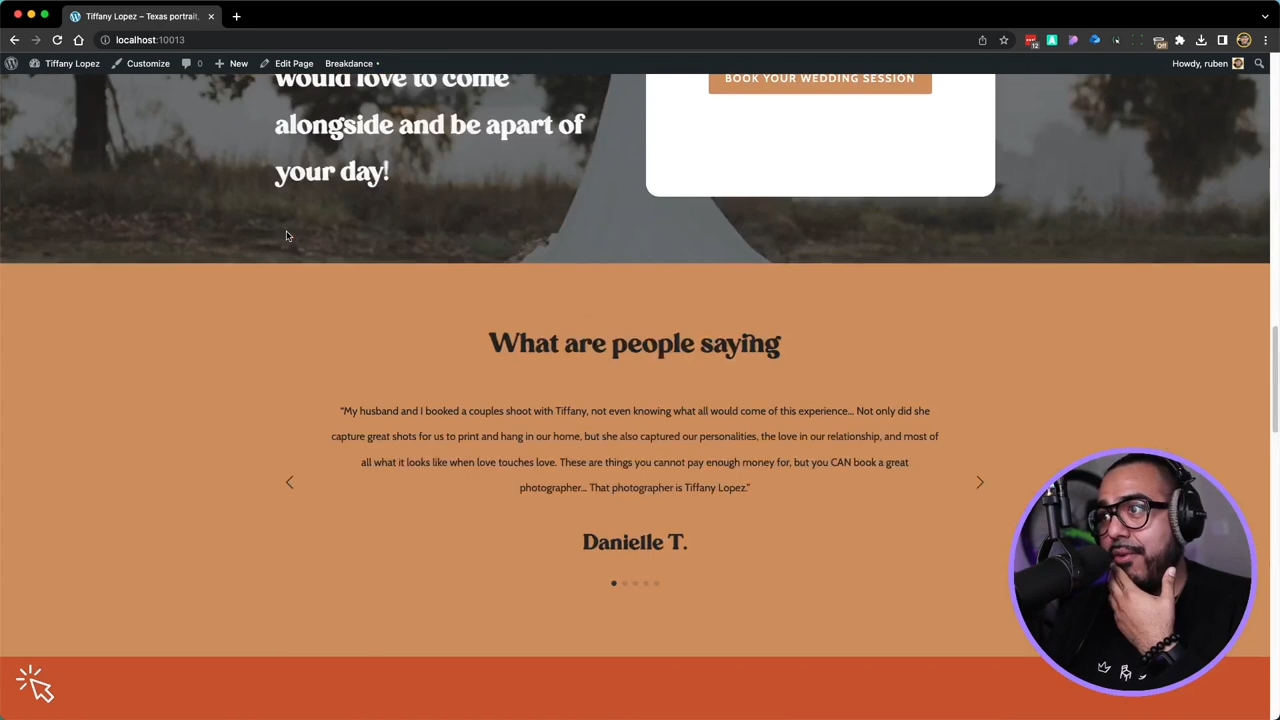 Tiffany Lopez – Texas portrait,
localhost:10013
12
A
Off
Tiffany Lopez
Customize
0
New
Edit Page
Breakdance
Howdy, ruben
would love to come
alongside and be apart of
your day!
BOOK YOUR WEDDING SESSION
What are people saying
“My husband and I booked a couples shoot with Tiffany, not even knowing what all would come of this experience… Not only did she
capture great shots for us to print and hang in our home, but she also captured our personalities, the love in our relationship, and most of
all what it looks like when love touches love. These are things you cannot pay enough money for, but you CAN book a great
photographer… That photographer is Tiffany Lopez.”
Danielle T.